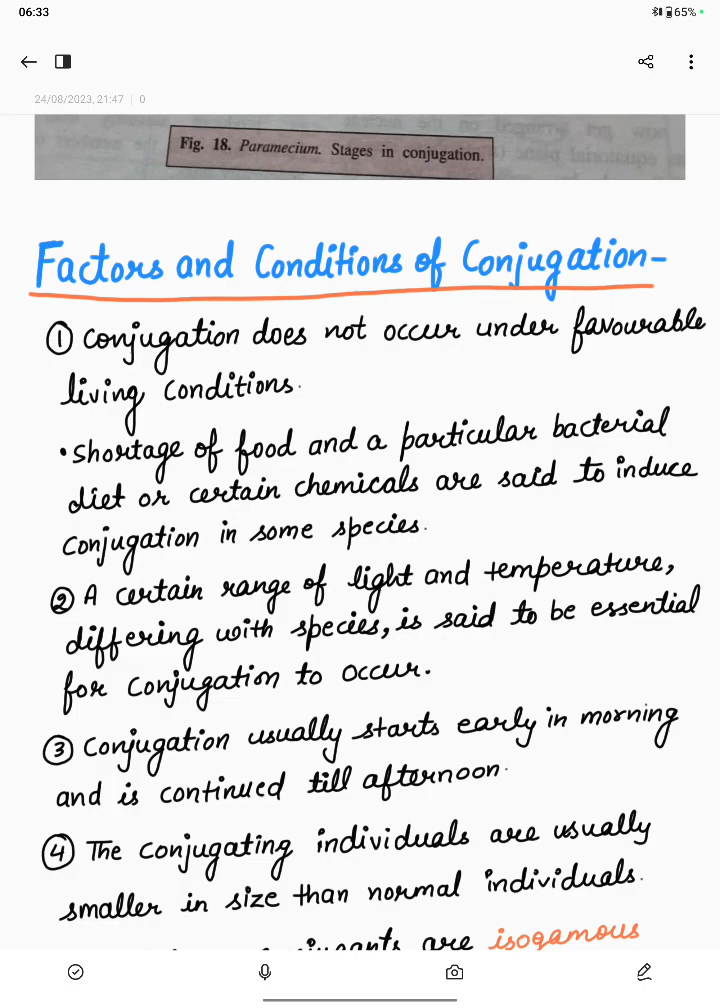 06:33
65%
24/08/2023, 21:47 | 0
Fig. 18. Paramecium. Stages in conjugation.
Factors and Conditions of Conjugation-
① Conjugation does not occur under favourable
living conditions.
• Shortage of food and a particular bacterial
diet or certain chemicals are said to induce
conjugation in some species.
② A certain range of light and temperature,
differing with species, is said to be essential
for conjugation to occur.
③ Conjugation usually starts early in morning
and is continued till afternoon.
④ The conjugating individuals are usually
smaller in size than normal individuals.
are isogamous